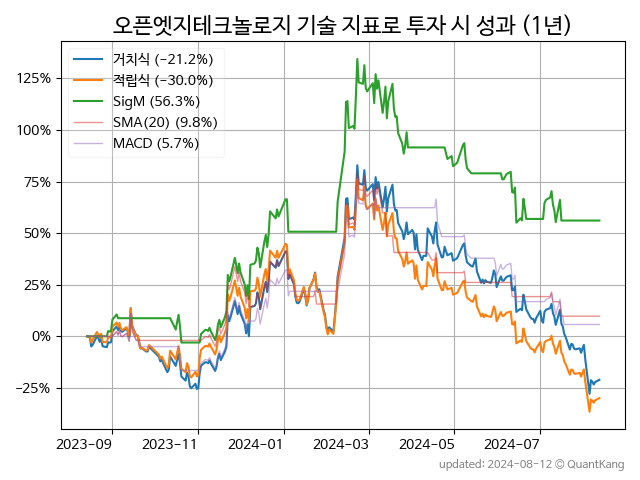 오픈엣지테크놀로지 기술 지표로 투자 시 성과 (1년)
거치식 (−21.2%)
적립식 (−30.0%)
SigM (56.3%)
SMA(20) (9.8%)
MACD (5.7%)
125%
100%
75%
50%
25%
0%
−25%
2023-09 2023-11 2024-01 2024-03 2024-05 2024-07
updated: 2024-08-12 © QuantKang